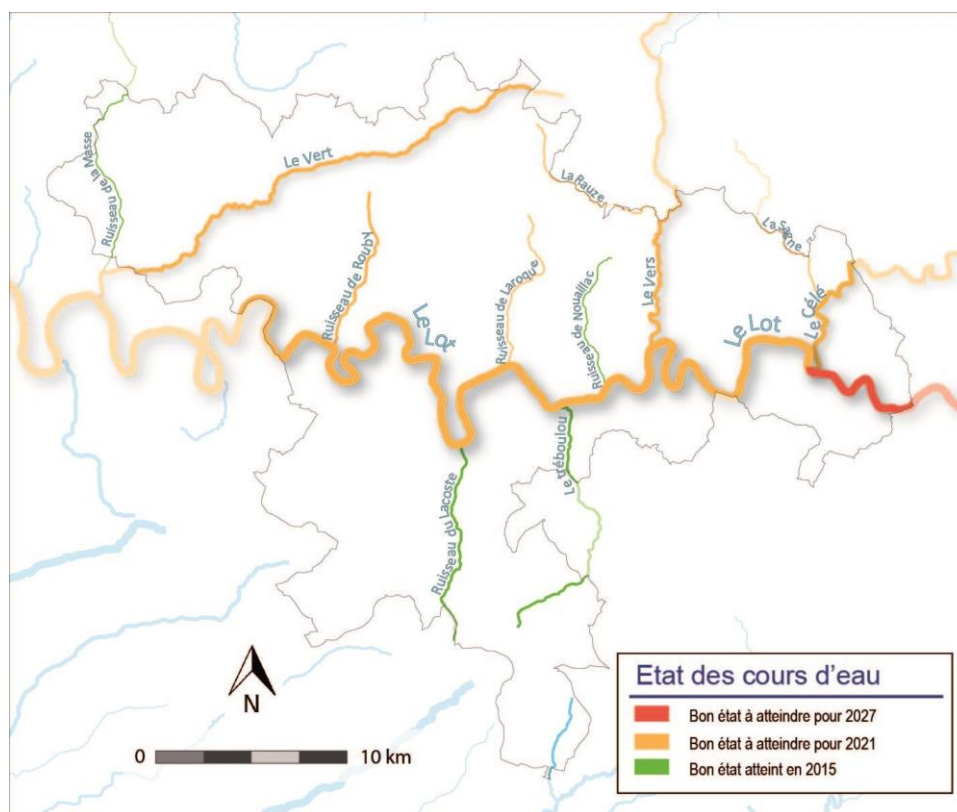 Ruisseau de la Masse
Le Vert
La Rauze
La Sagne
Ruisseau de Rouby
Ruisseau de Laroque
Ruisseau de Nouaillac
Le Vers
Le Célé
Le Lot
Le Lot
Le tréboulou
Ruisseau du Lacoste
N
0 10 km
Etat des cours d'eau
Bon état à atteindre pour 2027
Bon état à atteindre pour 2021
Bon état atteint en 2015